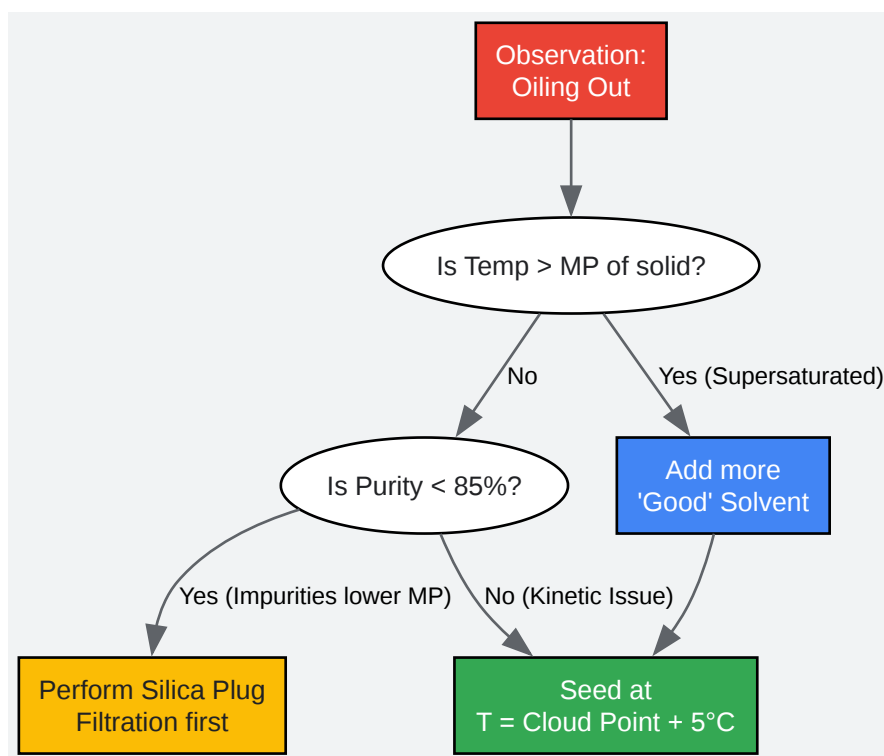 Observation:
Oiling Out
Is Temp > MP of solid?
No
Yes (Supersaturated)
Is Purity < 85%?
Add more
'Good' Solvent
Yes (Impurities lower MP)
No (Kinetic Issue)
Perform Silica Plug
Filtration first
Seed at
T = Cloud Point + 5°C